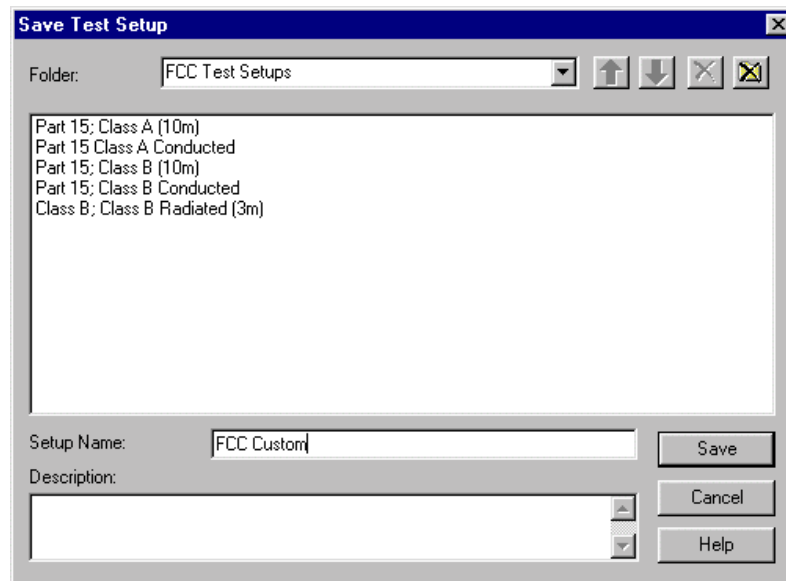 Save Test Setup
Folder:
FCC Test Setups
Part 15; Class A (10m)
Part 15 Class A Conducted
Part 15; Class B (10m)
Part 15; Class B Conducted
Class B; Class B Radiated (3m)
Setup Name:
FCC Custom
Save
Description:
Cancel
Help